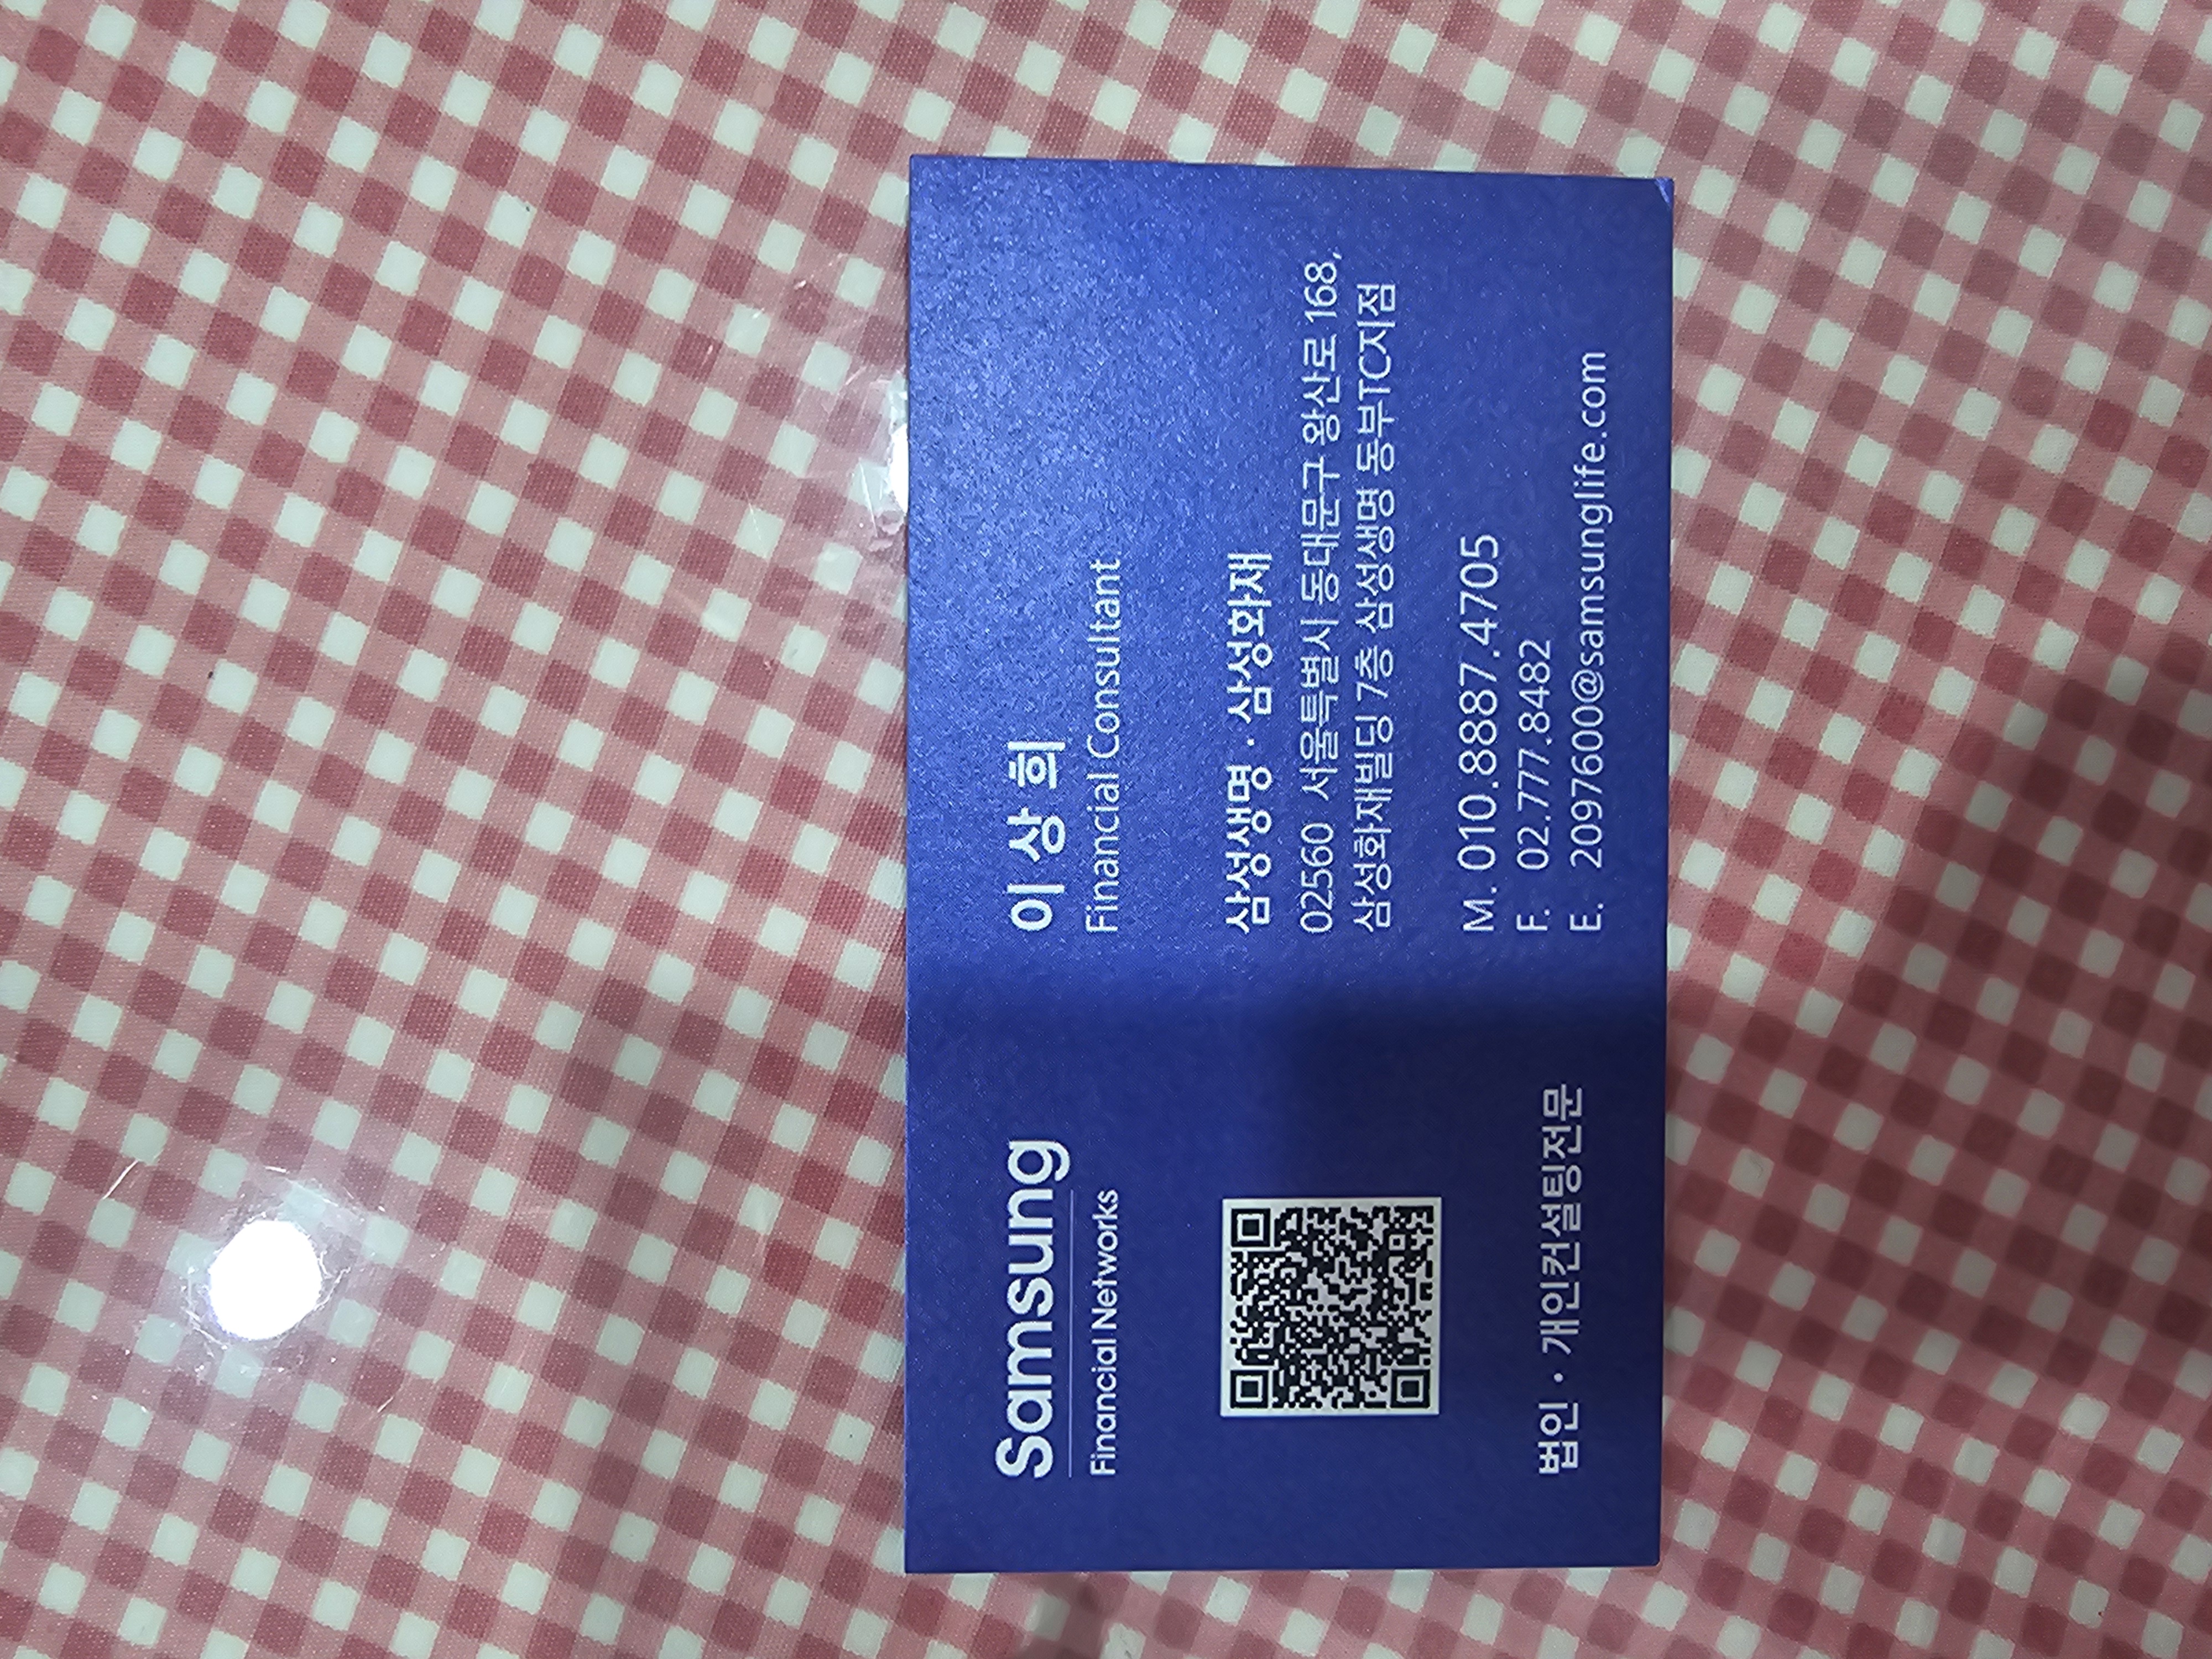 Samsung
Financial Networks
법인 · 개인컨설팅전문
이상희
Financial Consultant
삼성생명 · 삼성화재
02560 서울특별시 동대문구 왕산로 168,
삼성화재빌딩 7층 삼성생명 동부TC지점
M. 010.8887.4705
F. 02.777.8482
E. 20976000@samsunglife.com